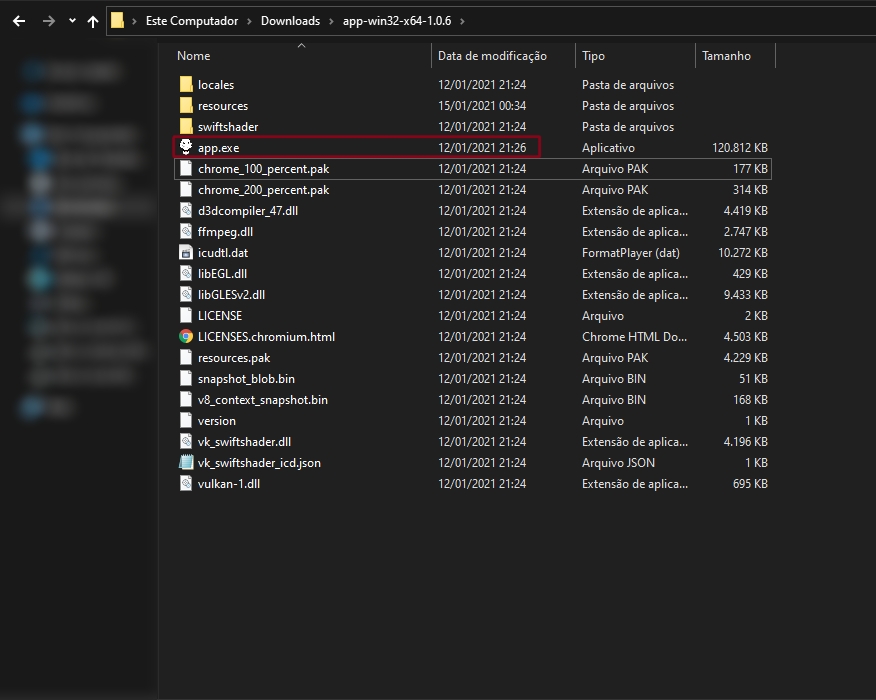 Este Computador > Downloads > app-win32-x64-1.0.6 >
Nome Data de modificação Tipo Tamanho
locales 12/01/2021 21:24 Pasta de arquivos
resources 15/01/2021 00:34 Pasta de arquivos
swiftshader 12/01/2021 21:24 Pasta de arquivos
app.exe 12/01/2021 21:26 Aplicativo 120.812 KB
chrome_100_percent.pak 12/01/2021 21:24 Arquivo PAK 177 KB
chrome_200_percent.pak 12/01/2021 21:24 Arquivo PAK 314 KB
d3dcompiler_47.dll 12/01/2021 21:24 Extensão de aplica... 4.419 KB
ffmpeg.dll 12/01/2021 21:24 Extensão de aplica... 2.747 KB
icudtl.dat 12/01/2021 21:24 FormatPlayer (dat) 10.272 KB
libEGL.dll 12/01/2021 21:24 Extensão de aplica... 429 KB
libGLESv2.dll 12/01/2021 21:24 Extensão de aplica... 9.433 KB
LICENSE 12/01/2021 21:24 Arquivo 2 KB
LICENSES.chromium.html 12/01/2021 21:24 Chrome HTML Do... 4.503 KB
resources.pak 12/01/2021 21:24 Arquivo PAK 4.229 KB
snapshot_blob.bin 12/01/2021 21:24 Arquivo BIN 51 KB
v8_context_snapshot.bin 12/01/2021 21:24 Arquivo BIN 168 KB
version 12/01/2021 21:24 Arquivo 1 KB
vk_swiftshader.dll 12/01/2021 21:24 Extensão de aplica... 4.196 KB
vk_swiftshader_icd.json 12/01/2021 21:24 Arquivo JSON 1 KB
vulkan-1.dll 12/01/2021 21:24 Extensão de aplica... 695 KB